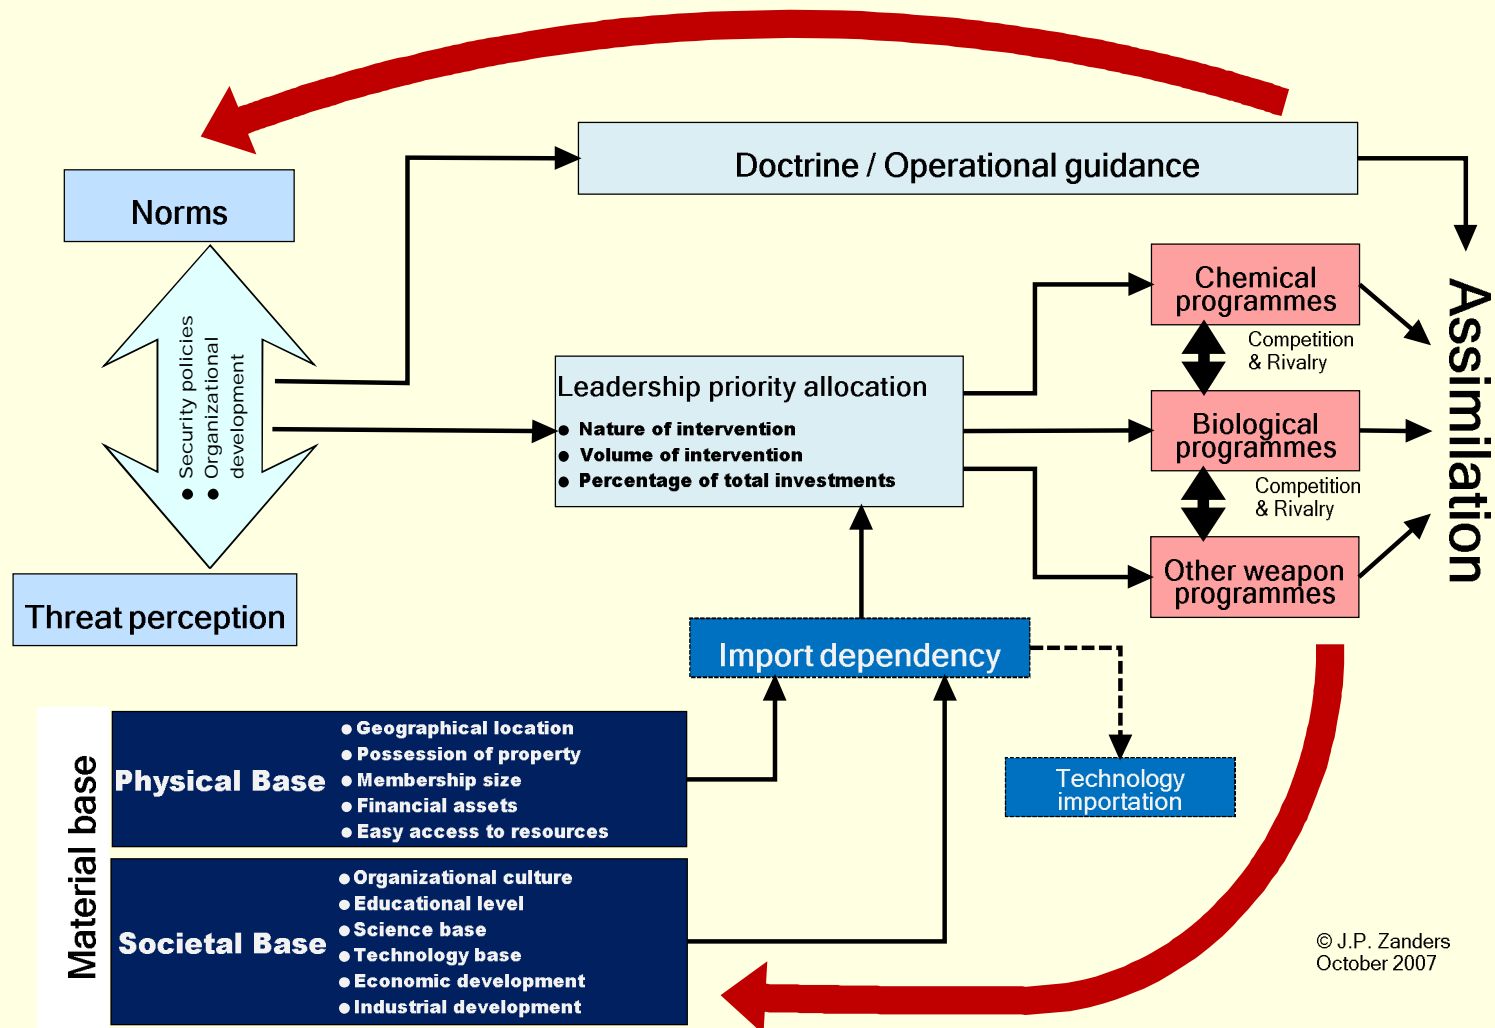 Doctrine / Operational guidance
Norms
● Security policies
● Organizational
development
Threat perception
Leadership priority allocation
● Nature of intervention
● Volume of intervention
● Percentage of total investments
Chemical
programmes
Competition
& Rivalry
Biological
programmes
Competition
& Rivalry
Other weapon
programmes
Assimilation
Import dependency
Technology
importation
Material base
Physical Base
● Geographical location
● Possession of property
● Membership size
● Financial assets
● Easy access to resources
Societal Base
● Organizational culture
● Educational level
● Science base
● Technology base
● Economic development
● Industrial development
© J.P. Zanders
October 2007